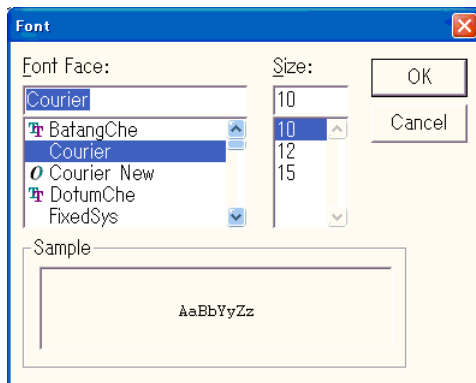 Font
Font Face:
Size:
Courier
10
OK
Cancel
BatangChe
Courier
Courier New
DotumChe
FixedSys
10
12
15
Sample
AaBbYyZz